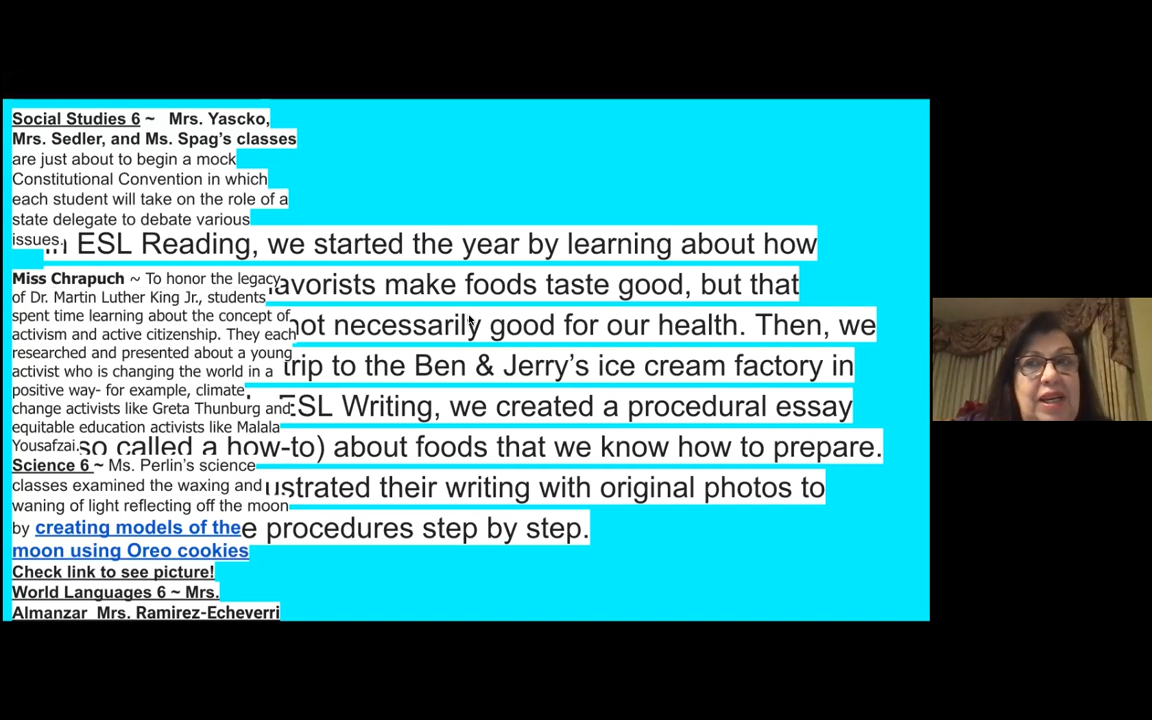 Social Studies 6 ~ Mrs. Yascko,
Mrs. Sedler, and Ms. Spag's classes
are just about to begin a mock
Constitutional Convention in which
each student will take on the role of a
state delegate to debate various
issues.
ESL Reading, we started the year by learning about how
avorists make foods taste good, but that
not necessarily good for our health. Then, we
trip to the Ben & Jerry's ice cream factory in
ESL Writing, we created a procedural essay
so called a how-to) about foods that we know how to prepare.
ustrated their writing with original photos to
e procedures step by step.
Miss Chrapuch ~ To honor the legacy
of Dr. Martin Luther King Jr., students
spent time learning about the concept of
activism and active citizenship. They each
researched and presented about a young
activist who is changing the world in a
positive way- for example, climate
change activists like Greta Thunburg and
equitable education activists like Malala
Yousafzai.
Science 6 ~ Ms. Perlin's science
classes examined the waxing and
waning of light reflecting off the moon
by creating models of the
moon using Oreo cookies
Check link to see picture!
World Languages 6 ~ Mrs.
Almanzar Mrs. Ramirez-Echeverri